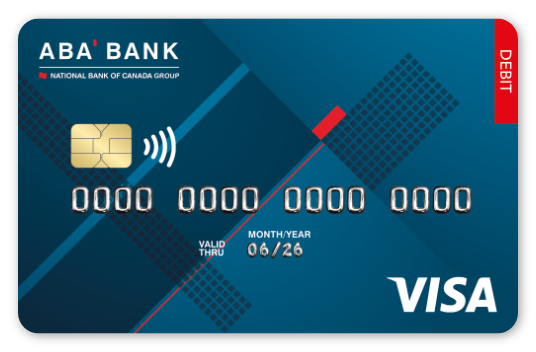 ABA' BANK
NATIONAL BANK OF CANADA GROUP
DEBIT
0000 0000 0000 0000
MONTH/YEAR
VALID THRU 06/26
VISA